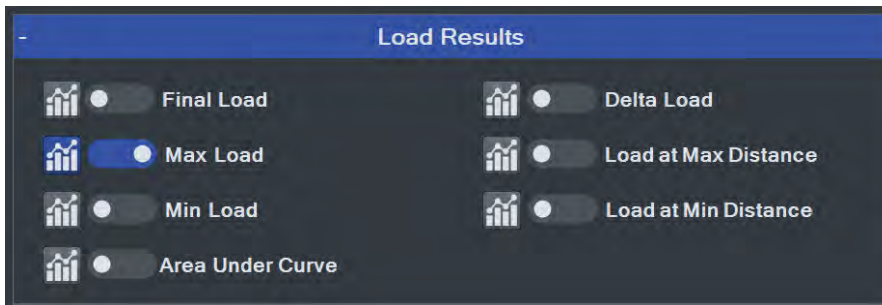 - Load Results
Final Load
Delta Load
Max Load
Load at Max Distance
Min Load
Load at Min Distance
Area Under Curve